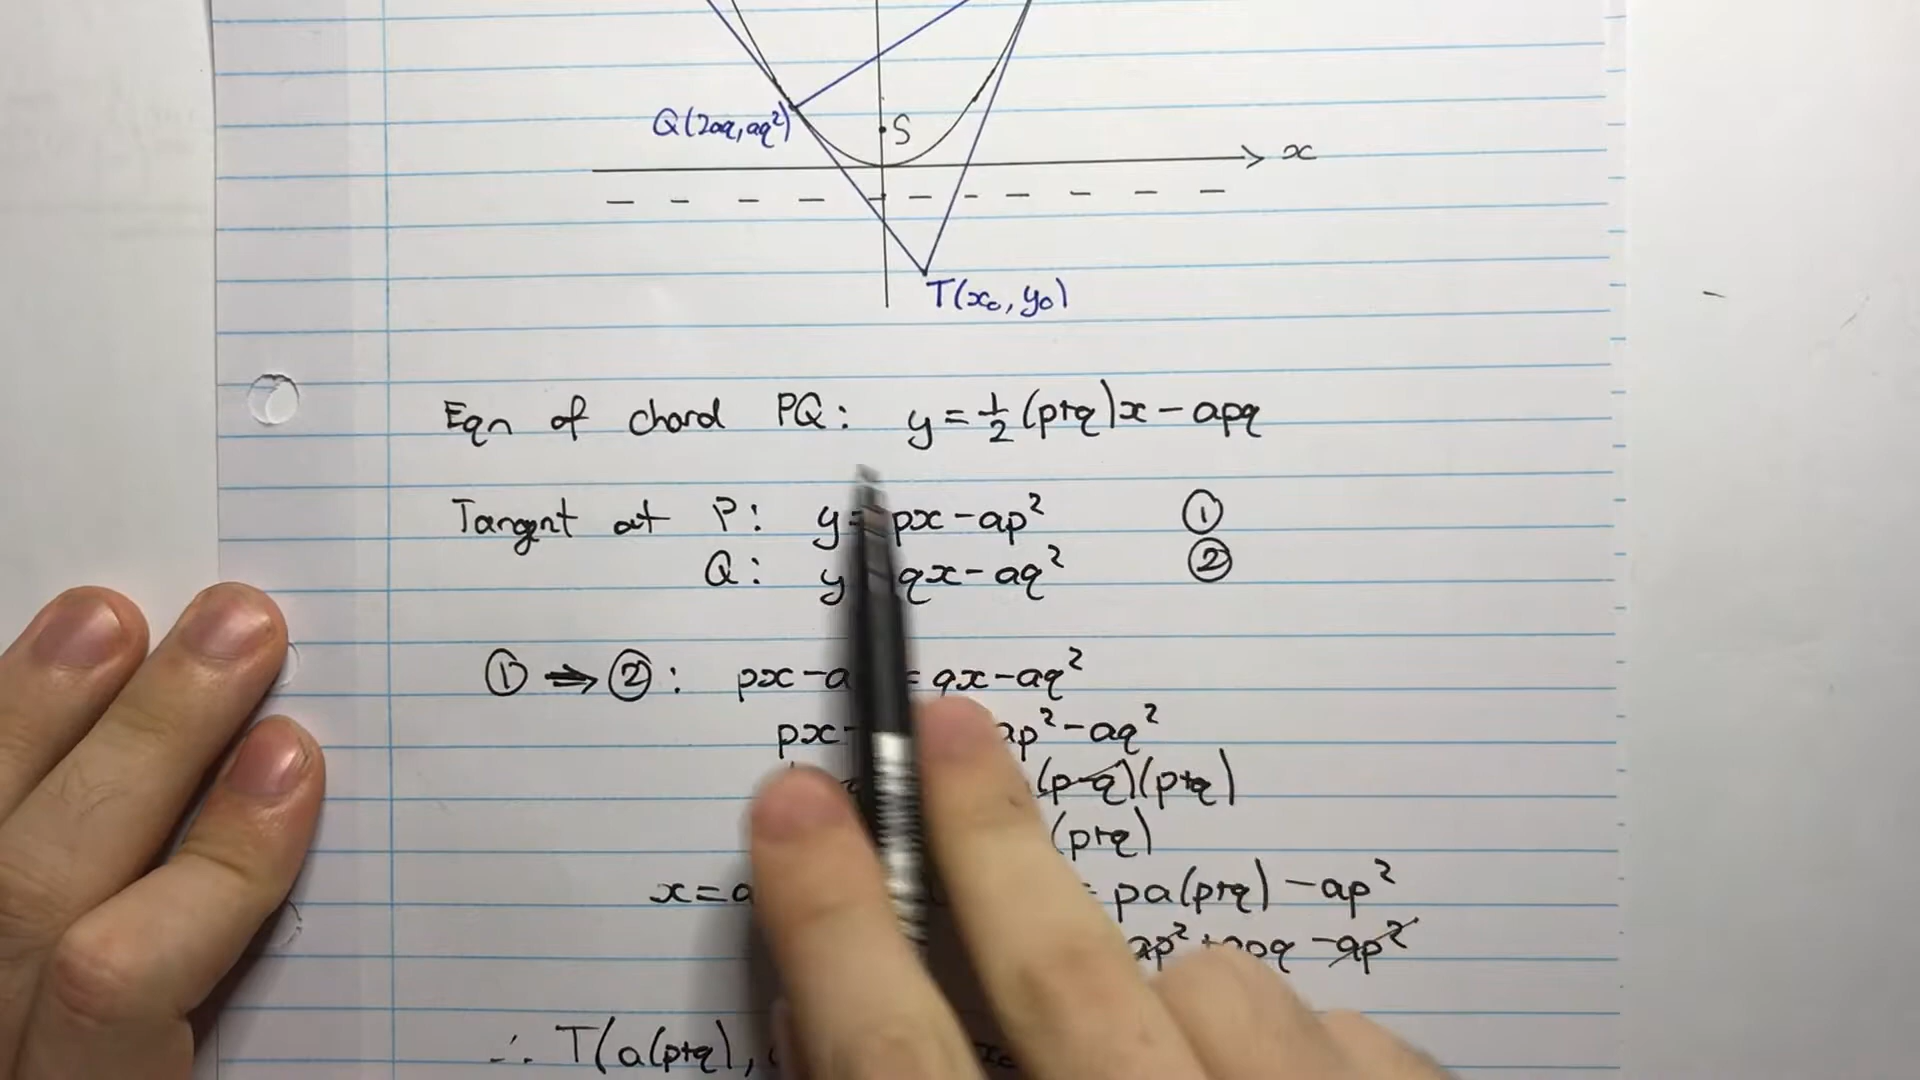 Q(2aq, aq²)
S
x
T(x₀, y₀)
Eqn of chord PQ: y = ½(p+q)x - apq
Tangent at P: y = px - ap² ①
Q: y qx - aq² ②
① ⇒ ②: px - a = qx - aq²
px - ap² - aq²
(p-q)(p+q)
(p+q)
x = a = pa(p+q) - ap²
ap² + apq - ap²
∴ T(a(p+q),